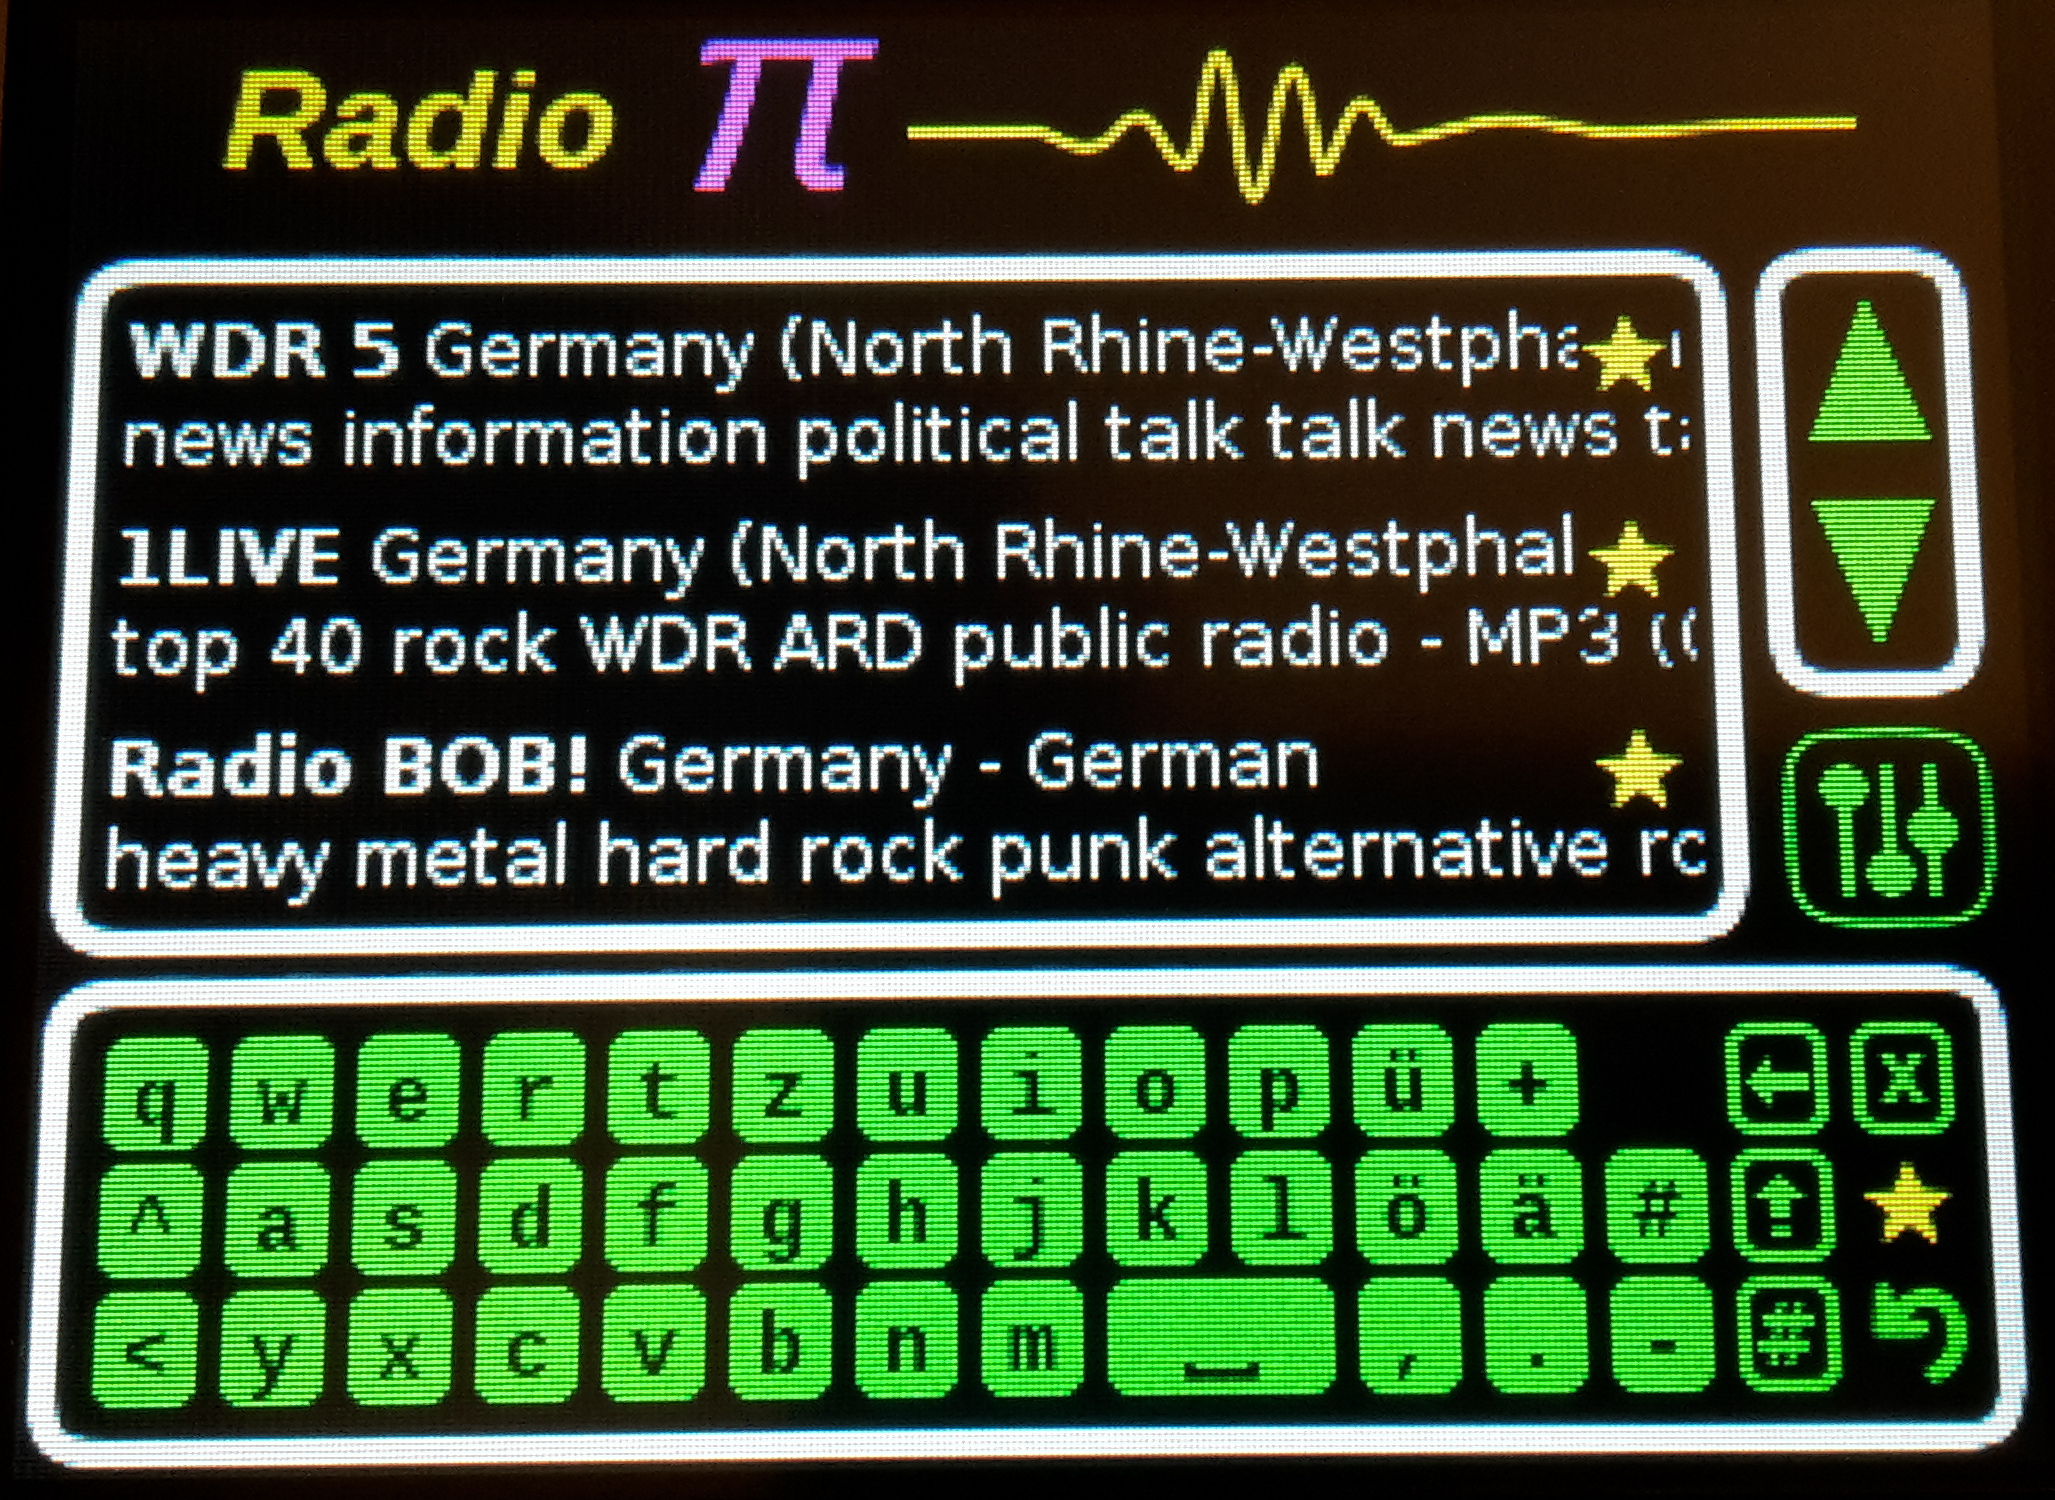 Radio π
WDR 5 Germany (North Rhine-Westpha
news information political talk talk news
1LIVE Germany (North Rhine-Westphal
top 40 rock WDR ARD public radio - MP3 ((
Radio BOB! Germany - German
heavy metal hard rock punk alternative
q w e r t z u i o p ü + ← X
^ a s d f g h j k l ö ä #
< y x c v b n m ⎵ , . - #